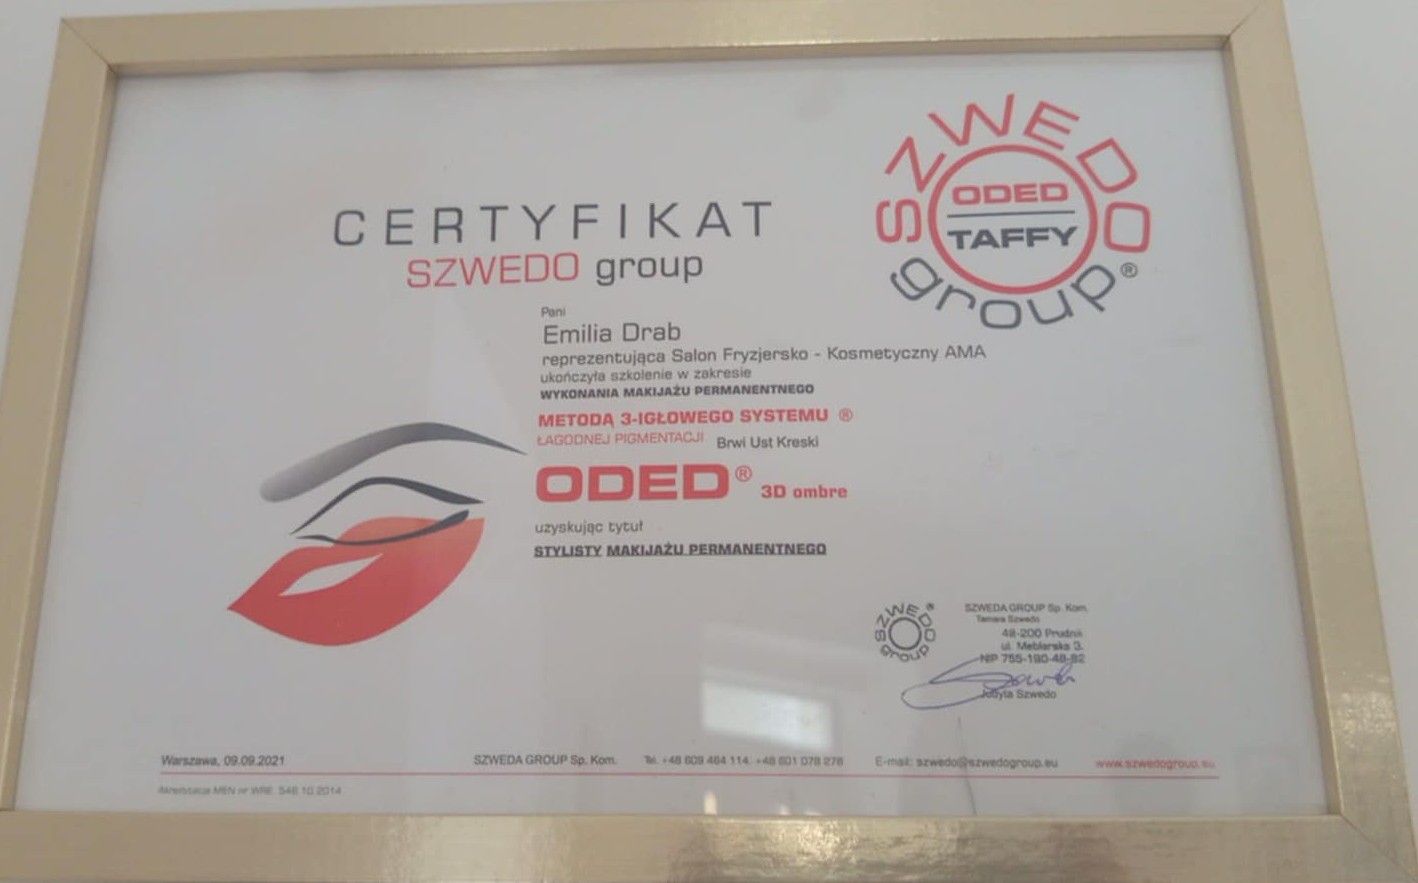 CERTYFIKAT
SZWEDO group
SZWEDO group®
ODED
TAFFY
Pani
Emilia Drab
reprezentująca Salon Fryzjersko - Kosmetyczny AMA
ukończyła szkolenie w zakresie
WYKONANIA MAKIJAŻU PERMANENTNEGO
METODĄ 3-IGŁOWEGO SYSTEMU ®
ŁAGODNEJ PIGMENTACJI Brwi Ust Kreski
ODED® 3D ombre
uzyskując tytuł
STYLISTY MAKIJAŻU PERMANENTNEGO
SZWEDO group®
SZWEDA GROUP Sp. Kom.
Tamara Szwedo
48-200 Prudnik
ul. Meblarska 3.
NIP 755-190-48-82
Judyta Szwedo
Warszawa, 09.09.2021 SZWEDA GROUP Sp. Kom. Tel. +48 609 464 114, +48 601 078 278 E-mail: szwedo@szwedogroup.eu www.szwedogroup.eu
Akredytacja MEN nr WRE 548 10 2014